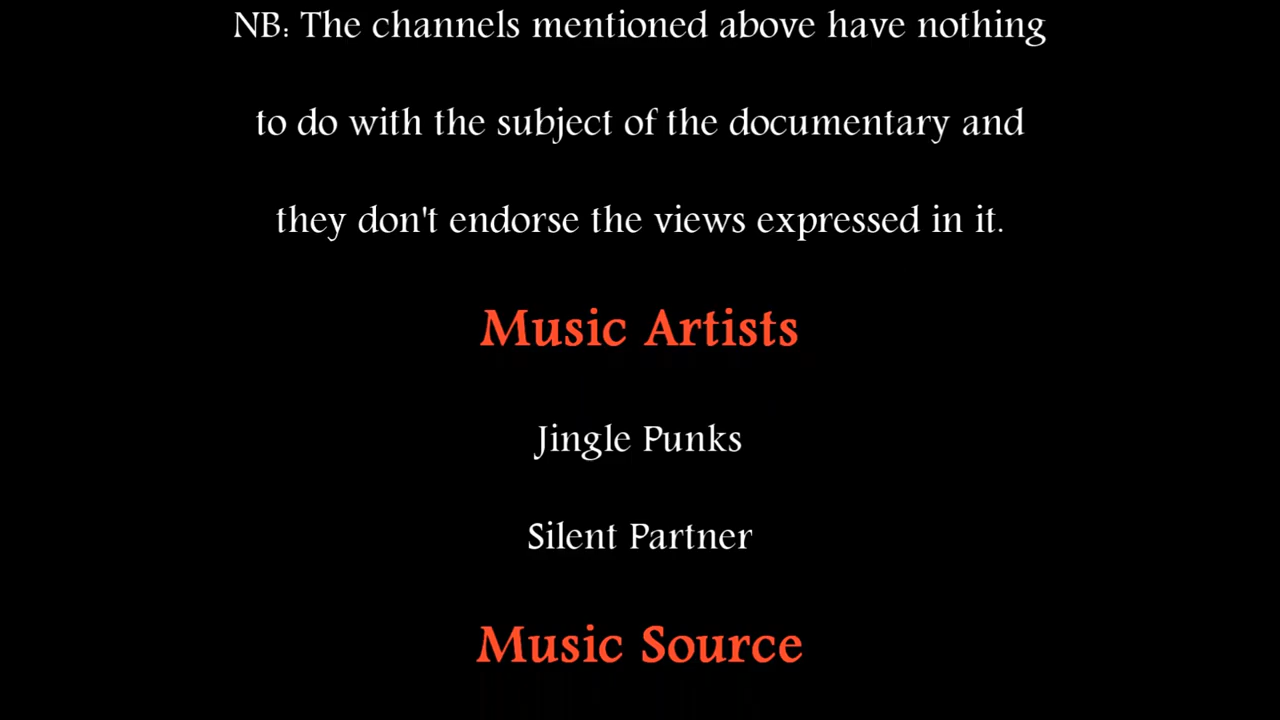 NB: The channels mentioned above have nothing
to do with the subject of the documentary and
they don't endorse the views expressed in it.
Music Artists
Jingle Punks
Silent Partner
Music Source